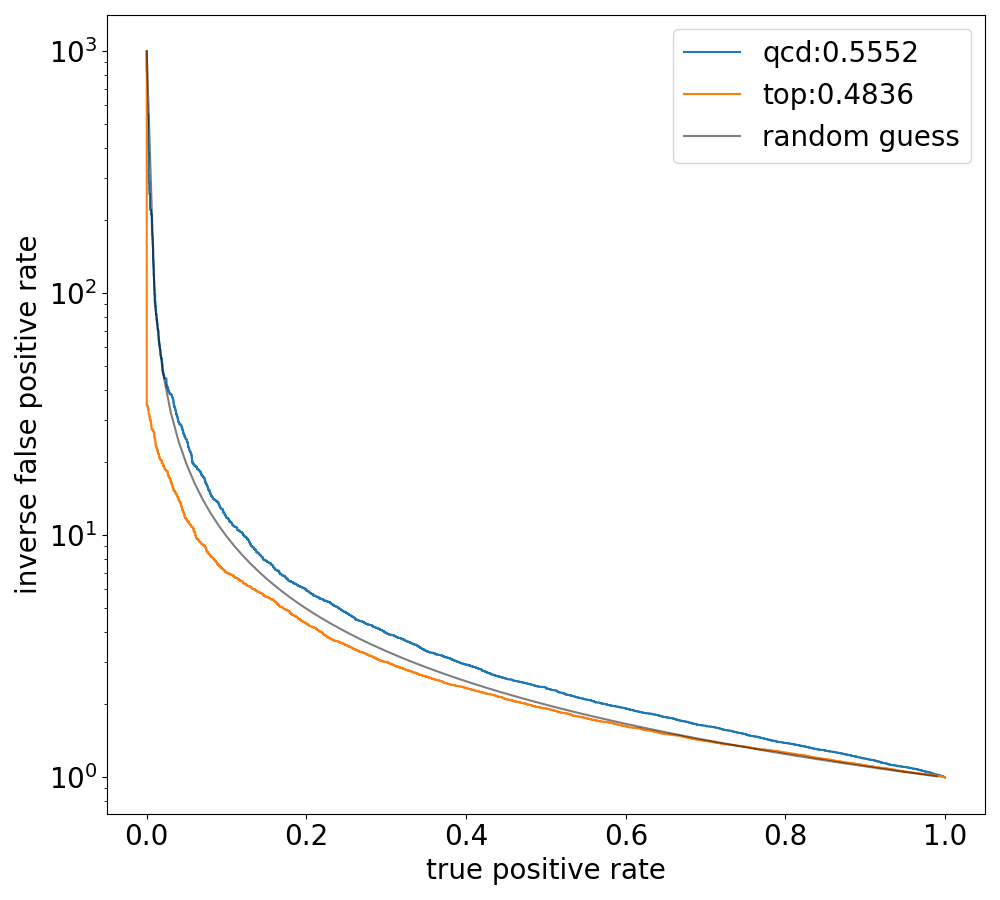 qcd:0.5552
top:0.4836
random guess
inverse false positive rate
10³
10²
10¹
10⁰
0.0 0.2 0.4 0.6 0.8 1.0
true positive rate